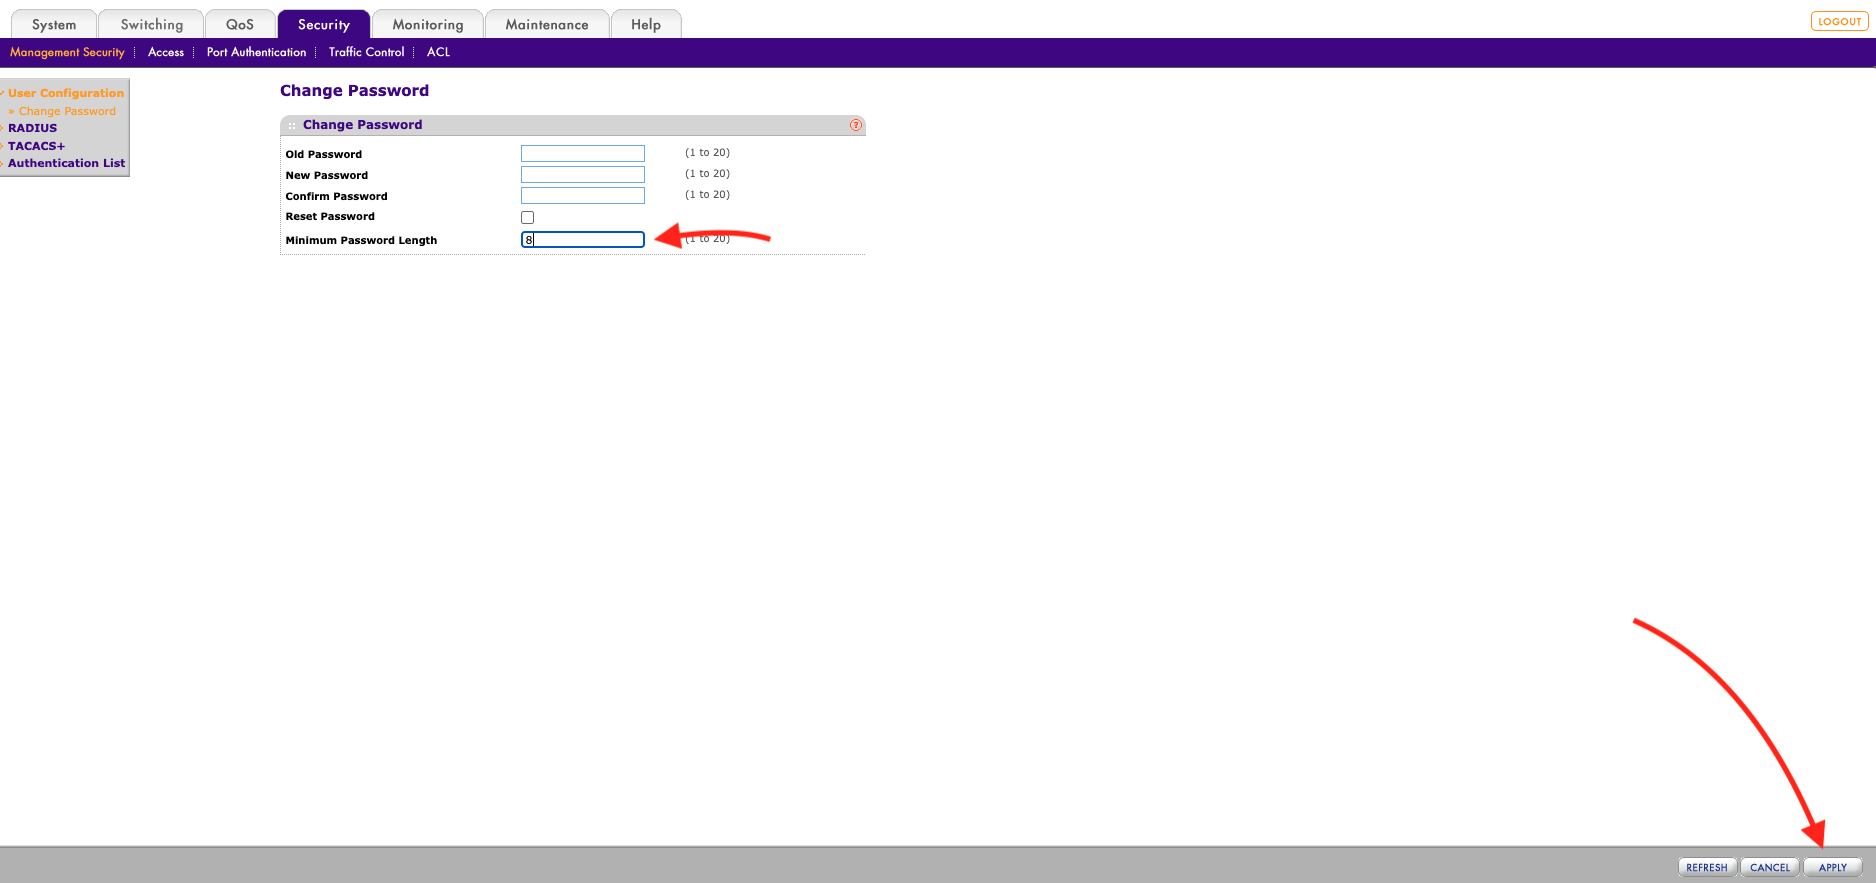 System Switching QoS Security Monitoring Maintenance Help LOGOUT
Management Security Access Port Authentication Traffic Control ACL
User Configuration
» Change Password
RADIUS
TACACS+
Authentication List
Change Password
:: Change Password ?
Old Password (1 to 20)
New Password (1 to 20)
Confirm Password (1 to 20)
Reset Password
Minimum Password Length 8 (1 to 20)
REFRESH CANCEL APPLY